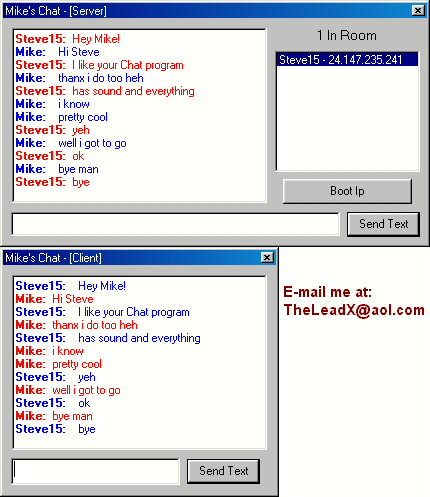 Mike's Chat - [Server]
Steve15: Hey Mike!
Mike: Hi Steve
Steve15: I like your Chat program
Mike: thanx i do too heh
Steve15: has sound and everything
Mike: i know
Mike: pretty cool
Steve15: yeh
Mike: well i got to go
Steve15: ok
Mike: bye man
Steve15: bye
1 In Room
Steve15 - 24.147.235.241
Boot Ip
Send Text
Mike's Chat - [Client]
Steve15: Hey Mike!
Mike: Hi Steve
Steve15: I like your Chat program
Mike: thanx i do too heh
Steve15: has sound and everything
Mike: i know
Mike: pretty cool
Steve15: yeh
Mike: well i got to go
Steve15: ok
Mike: bye man
Steve15: bye
Send Text
E-mail me at:
TheLeadX@aol.com